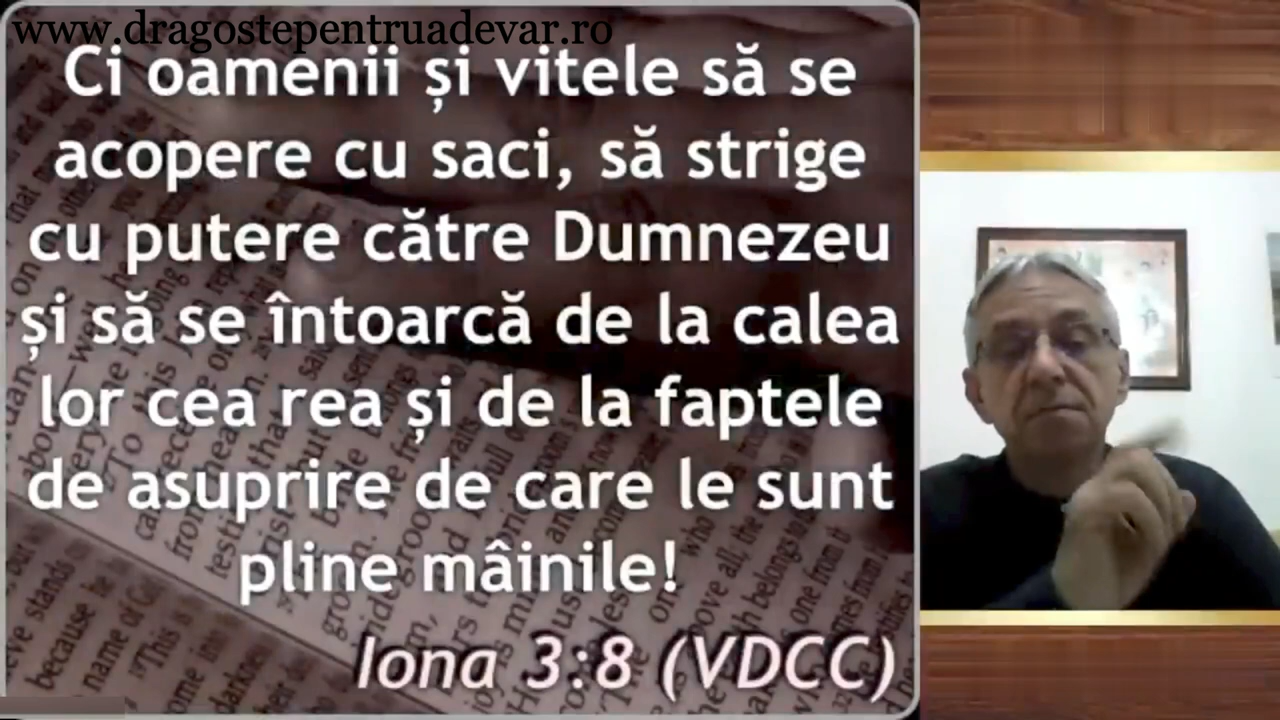 www.dragostepentruadevar.ro
Ci oamenii și vitele să se
acopere cu saci, să strige
cu putere către Dumnezeu
și să se întoarcă de la calea
lor cea rea și de la faptele
de asuprire de care le sunt
pline mâinile!
Iona 3:8 (VDCC)